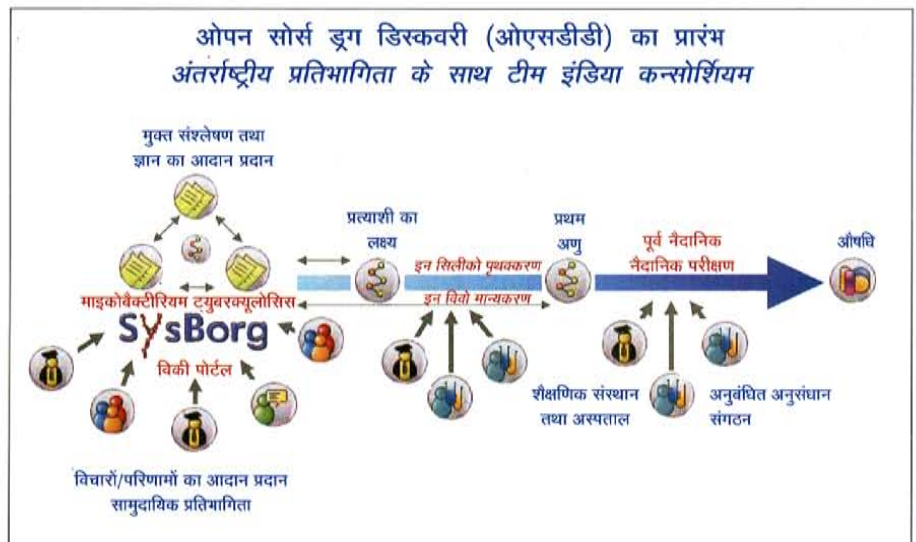 ओपन सोर्स ड्रग डिस्कवरी (ओएसडीडी) का प्रारंभ
अंतर्राष्ट्रीय प्रतिभागिता के साथ टीम इंडिया कन्सोर्शियम
मुक्त संश्लेषण तथा
ज्ञान का आदान प्रदान
प्रत्याशी का
लक्ष्य
इन सिलीको पृथक्करण
इन विवो मान्यकरण
प्रथम
अणु
पूर्व नैदानिक
नैदानिक परीक्षण
औषधि
माइकोबैक्टीरियम ट्युबरक्यूलोसिस
SysBorg
विकी पोर्टल
शैक्षणिक संस्थान
तथा अस्पताल
अनुबंधित अनुसंधान
संगठन
विचारों/परिणामों का आदान प्रदान
सामुदायिक प्रतिभागिता